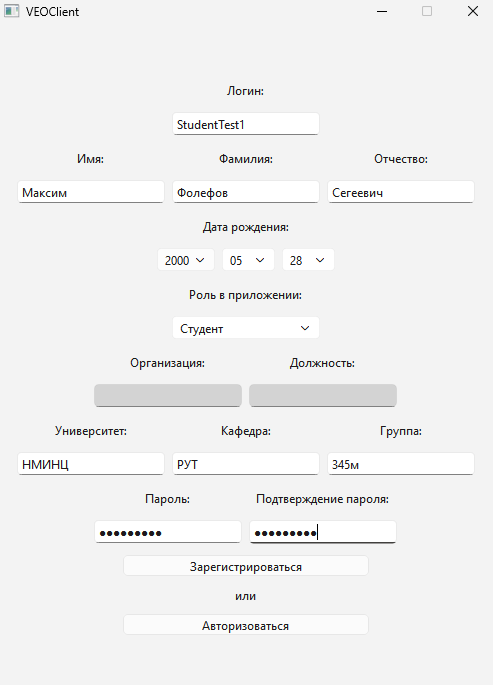 VEOClient
Логин:
StudentTest1
Имя: Фамилия: Отчество:
Максим Фолефов Сегеевич
Дата рождения:
2000 05 28
Роль в приложении:
Студент
Организация: Должность:
Университет: Кафедра: Группа:
НМИНЦ РУТ 345м
Пароль: Подтверждение пароля:
●●●●●●●●● ●●●●●●●●●
Зарегистрироваться
или
Авторизоваться